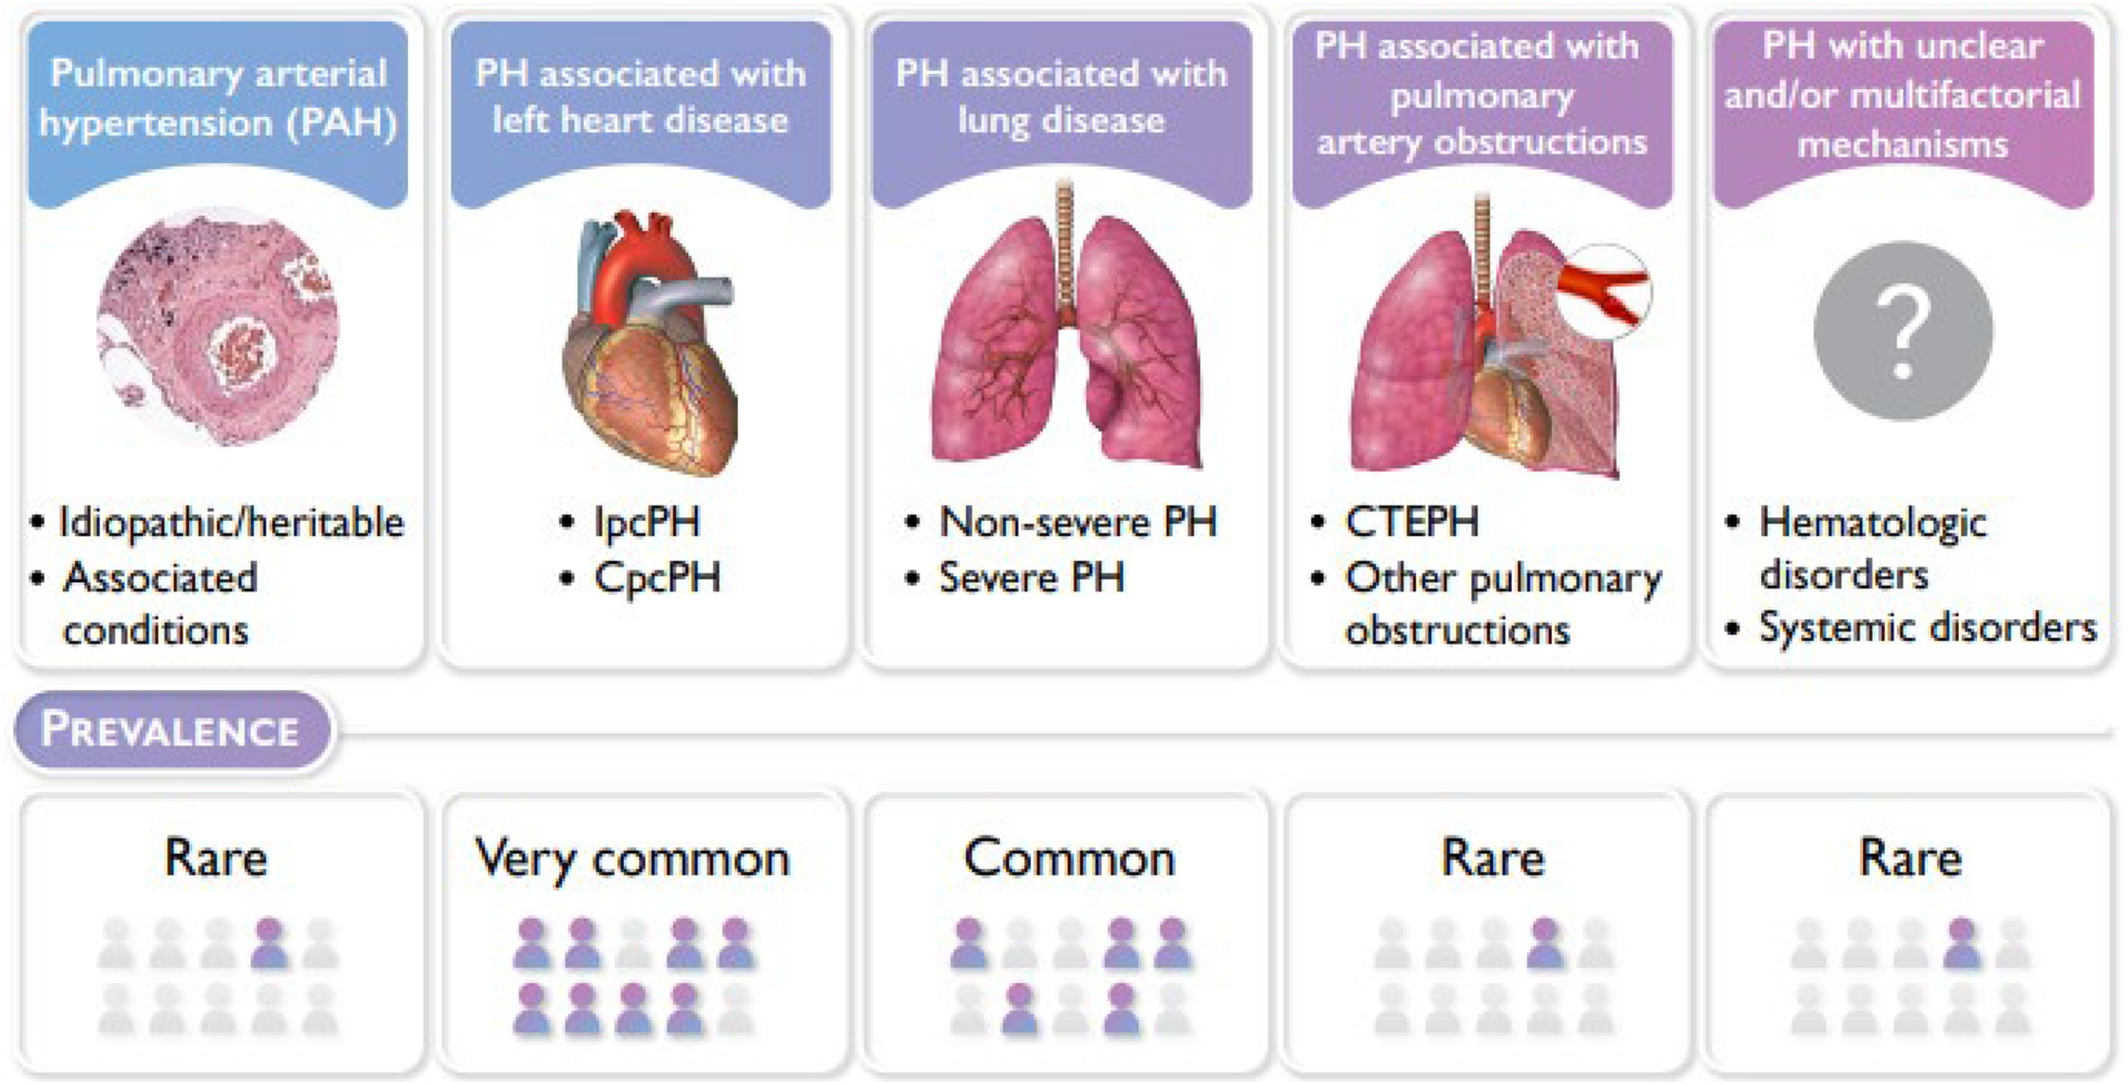 Pulmonary arterial
hypertension (PAH)
• Idiopathic/heritable
• Associated
conditions
PH associated with
left heart disease
• IpcPH
• CpcPH
PH associated with
lung disease
• Non-severe PH
• Severe PH
PH associated with
pulmonary
artery obstructions
• CTEPH
• Other pulmonary
obstructions
PH with unclear
and/or multifactorial
mechanisms
?
• Hematologic
disorders
• Systemic disorders
PREVALENCE
Rare
Very common
Common
Rare
Rare